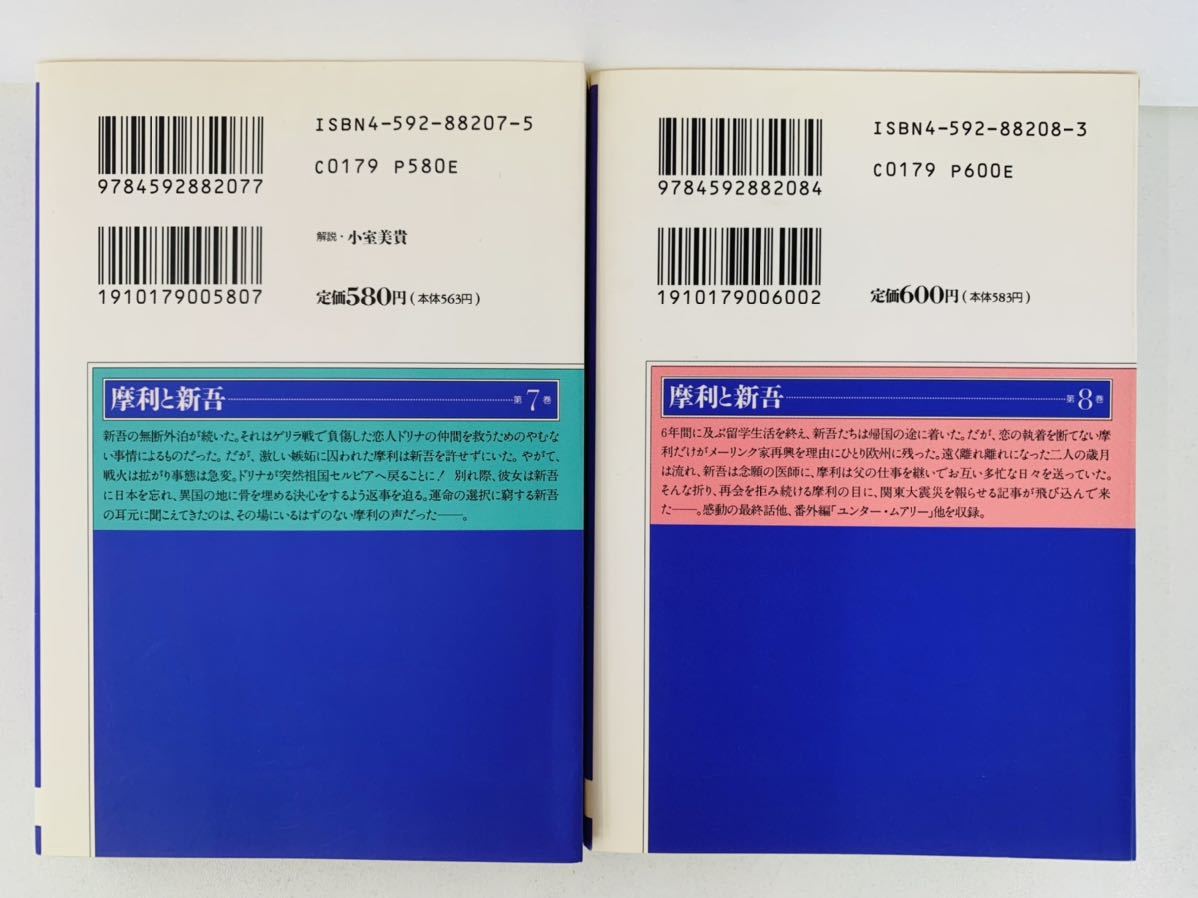 ISBN4-592-88207-5
C0179 P580E
9784592882077
解説・小室美貴
1910179005807
定価580円(本体563円)
摩利と新吾 第7巻
新吾の無断外泊が続いた。それはゲリラ戦で負傷した恋人ドリナの仲間を救うためのやむな
い事情によるものだった。だが、激しい嫉妬に囚われた摩利は新吾を許せずにいた。やがて、
戦火は拡がり事態は急変。ドリナが突然祖国セルビアへ戻ることに! 別れ際、彼女は新吾
に日本を忘れ、異国の地に骨を埋める決心をするよう返事を迫る。運命の選択に窮する新吾
の耳元に聞こえてきたのは、その場にいるはずのない摩利の声だった――。
ISBN4-592-88208-3
C0179 P600E
9784592882084
1910179006002
定価600円(本体583円)
摩利と新吾 第8巻
6年間に及ぶ留学生活を終え、新吾たちは帰国の途に着いた。だが、恋の執着を断てない摩
利だけがメーリンク家再興を理由にひとり欧州に残った。遠く離れ離れになった二人の歳月
は流れ、新吾は念願の医師に、摩利は父の仕事を継いでお互い多忙な日々を送っていた。
そんな折り、再会を拒み続ける摩利の目に、関東大震災を報らせる記事が飛び込んで来
た――。感動の最終話他、番外編「ユンター・ムアリー」他を収録。